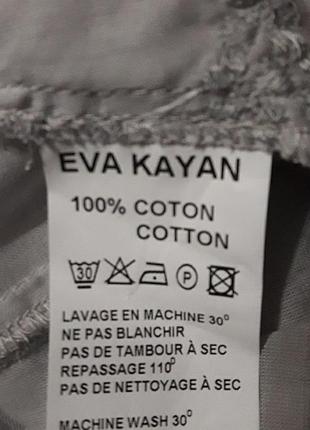 EVA KAYAN
100% COTON
COTTON
30 P
LAVAGE EN MACHINE 30⁰
NE PAS BLANCHIR
PAS DE TAMBOUR À SEC
REPASSAGE 110⁰
PAS DE NETTOYAGE À SEC
MACHINE WASH 30⁰